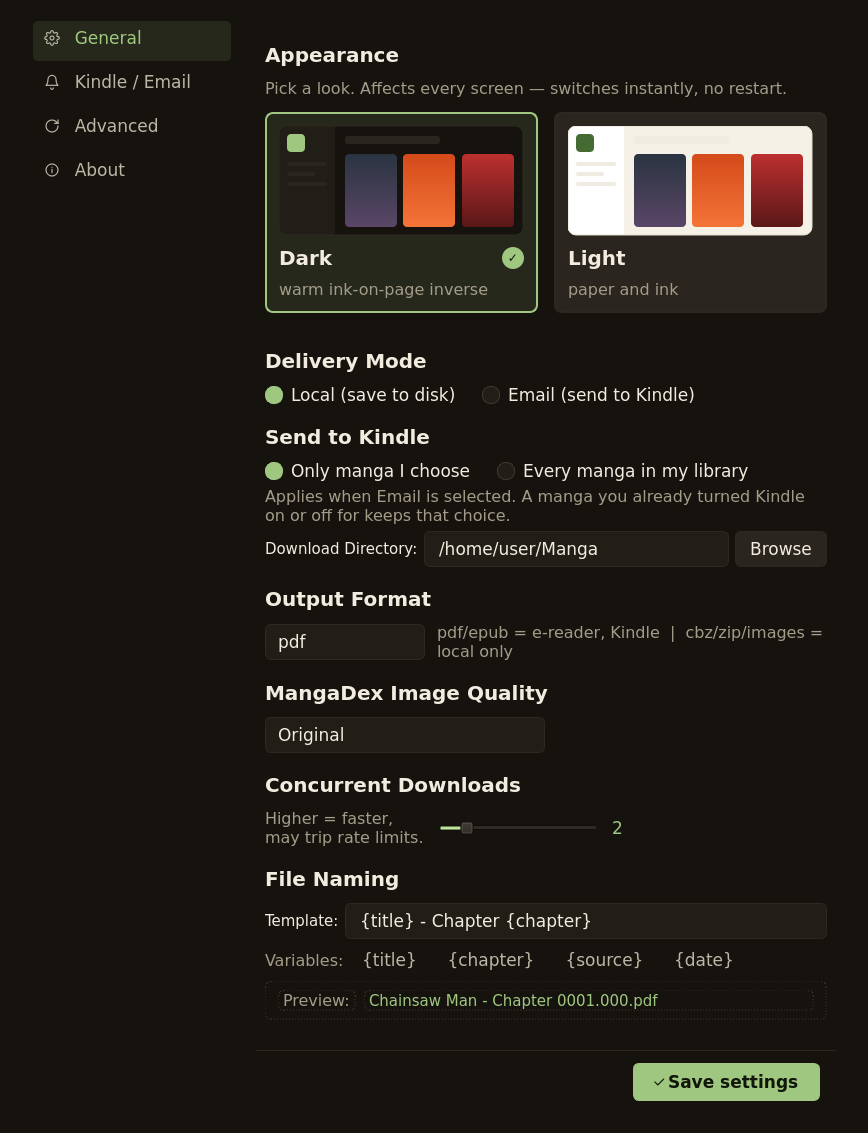 General
Kindle / Email
Advanced
About
Appearance
Pick a look. Affects every screen — switches instantly, no restart.
Dark
✓
warm ink-on-page inverse
Light
paper and ink
Delivery Mode
Local (save to disk)
Email (send to Kindle)
Send to Kindle
Only manga I choose
Every manga in my library
Applies when Email is selected. A manga you already turned Kindle
on or off for keeps that choice.
Download Directory:
/home/user/Manga
Browse
Output Format
pdf
pdf/epub = e-reader, Kindle | cbz/zip/images =
local only
MangaDex Image Quality
Original
Concurrent Downloads
Higher = faster,
may trip rate limits.
2
File Naming
Template:
{title} - Chapter {chapter}
Variables: {title} {chapter} {source} {date}
Preview: Chainsaw Man - Chapter 0001.000.pdf
✓ Save settings